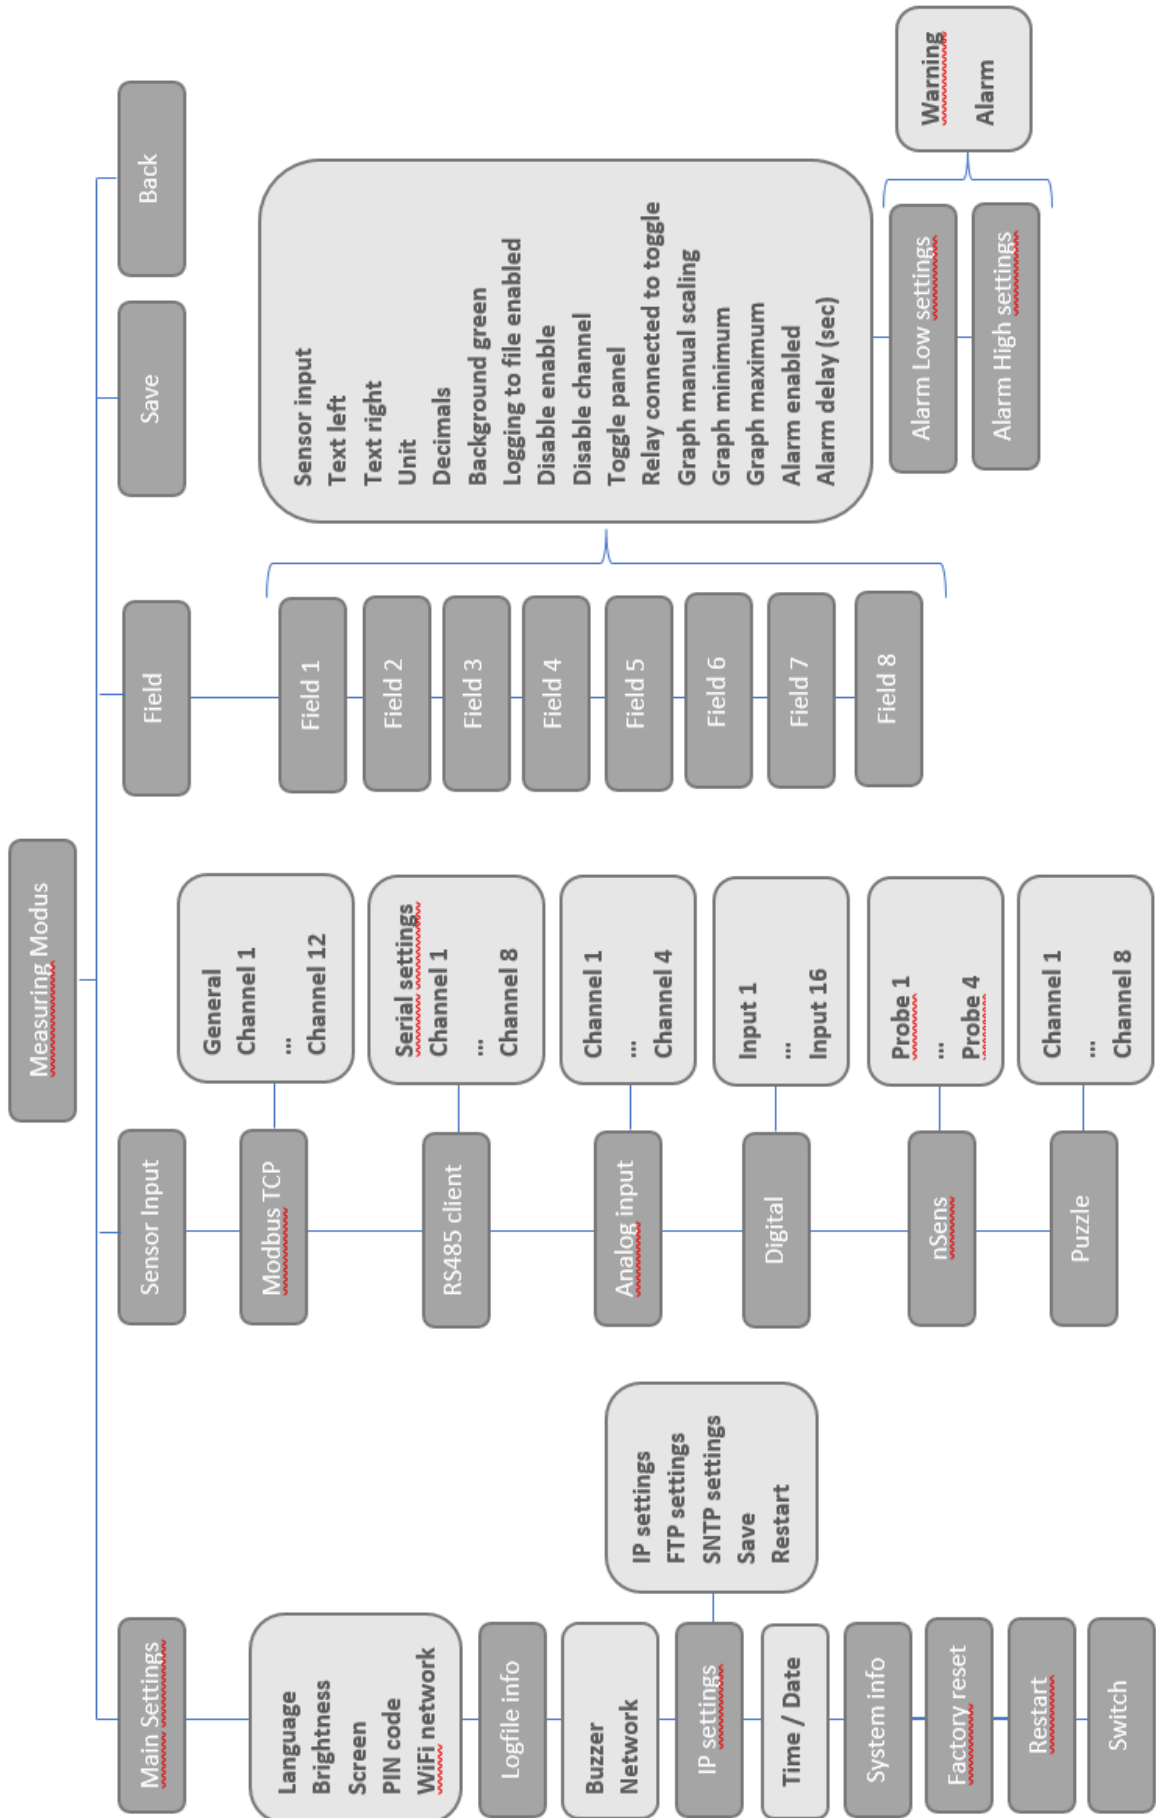 Measuring Modus
Main Settings
Language
Brightness
Screen
PIN code
WiFi network
Logfile info
Buzzer
Network
IP settings
IP settings
FTP settings
SNTP settings
Save
Restart
Time / Date
System info
Factory reset
Restart
Switch
Sensor Input
Modbus TCP
General
Channel 1
...
Channel 12
RS485 client
Serial settings
Channel 1
...
Channel 8
Analog input
Channel 1
...
Channel 4
Digital
Input 1
...
Input 16
nSens
Probe 1
...
Probe 4
Puzzle
Channel 1
...
Channel 8
Field
Field 1
Field 2
Field 3
Field 4
Field 5
Field 6
Field 7
Field 8
Sensor input
Text left
Text right
Unit
Decimals
Background green
Logging to file enabled
Disable enable
Disable channel
Toggle panel
Relay connected to toggle
Graph manual scaling
Graph minimum
Graph maximum
Alarm enabled
Alarm delay (sec)
Alarm Low settings
Alarm High settings
Warning
Alarm
Save
Back